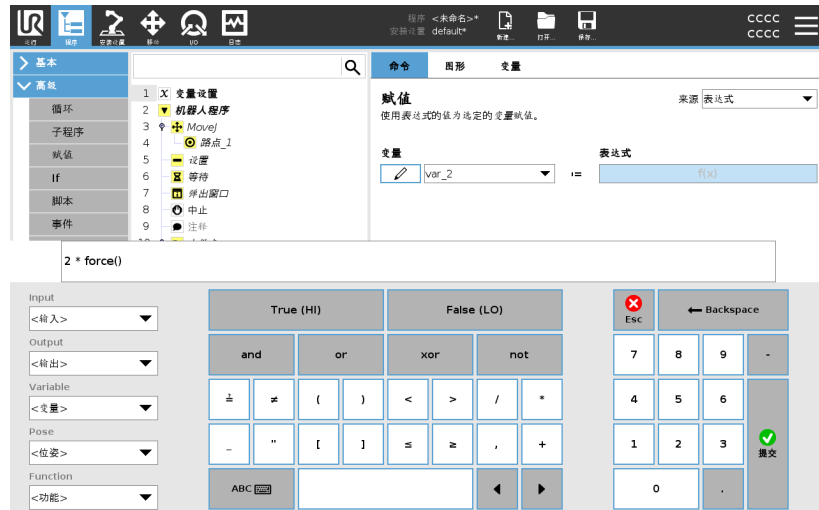 程序 <未命名>*
安装设置 default*
CCCC
CCCC
运行 程序 安装设置 移动 I/O 日志 新建... 打开... 保存...
基本
高级
循环
子程序
赋值
If
脚本
事件
1 X 变量设置
2 机器人程序
3 MoveJ
4 路点_1
5 设置
6 等待
7 弹出窗口
8 中止
9 注释
命令 图形 变量
赋值
来源 表达式
使用表达式的值为选定的变量赋值。
变量 表达式
var_2 := f(x)
2 * force()
Input
<输入>
Output
<输出>
Variable
<变量>
Pose
<位姿>
Function
<功能>
True (HI) False (LO)
and or xor not
≟ ≠ ( ) < > / *
_ " [ ] ≤ ≥ , +
ABC
Esc Backspace
7 8 9 -
4 5 6
1 2 3 提交
0 .